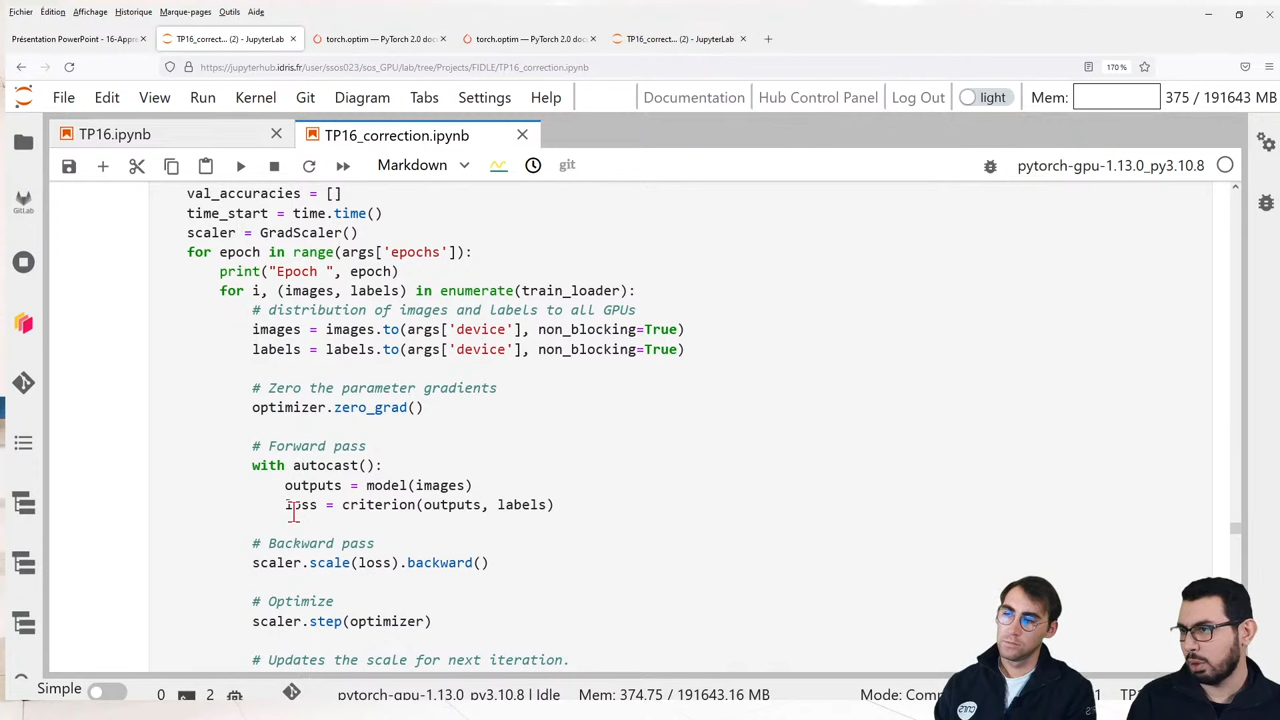 Fichier Édition Affichage Historique Marque-pages Outils Aide
Présentation PowerPoint - 16-Appre
TP16_correct... (2) - JupyterLab
torch.optim — PyTorch 2.0 doc
torch.optim — PyTorch 2.0 doc
TP16_correct... (2) - JupyterLab
https://jupyterhub.idris.fr/user/ssos023/sos_GPU/lab/tree/Projects/FIDLE/TP16_correction.ipynb
170 %
File Edit View Run Kernel Git Diagram Tabs Settings Help Documentation Hub Control Panel Log Out light Mem: 375 / 191643 MB
TP16.ipynb
TP16_correction.ipynb
Markdown
git
pytorch-gpu-1.13.0_py3.10.8
GitLab
val_accuracies = []
time_start = time.time()
scaler = GradScaler()
for epoch in range(args['epochs']):
print("Epoch ", epoch)
for i, (images, labels) in enumerate(train_loader):
# distribution of images and labels to all GPUs
images = images.to(args['device'], non_blocking=True)
labels = labels.to(args['device'], non_blocking=True)
# Zero the parameter gradients
optimizer.zero_grad()
# Forward pass
with autocast():
outputs = model(images)
loss = criterion(outputs, labels)
# Backward pass
scaler.scale(loss).backward()
# Optimize
scaler.step(optimizer)
# Updates the scale for next iteration.
Simple 0 2 pytorch-gpu-1.13.0_py3.10.8 | Idle Mem: 374.75 / 191643.16 MB